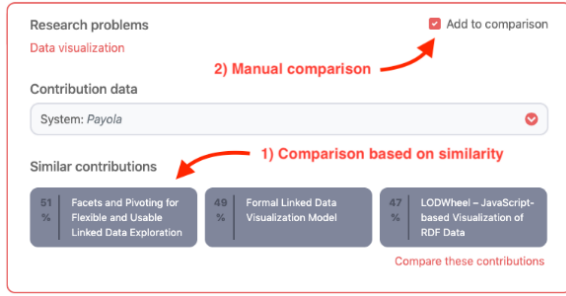 Research problems
Add to comparison
Data visualization
2) Manual comparison
Contribution data
System: Payola
1) Comparison based on similarity
Similar contributions
51 %
Facets and Pivoting for
Flexible and Usable
Linked Data Exploration
49 %
Formal Linked Data
Visualization Model
47 %
LODWheel – JavaScript-
based Visualization of
RDF Data
Compare these contributions